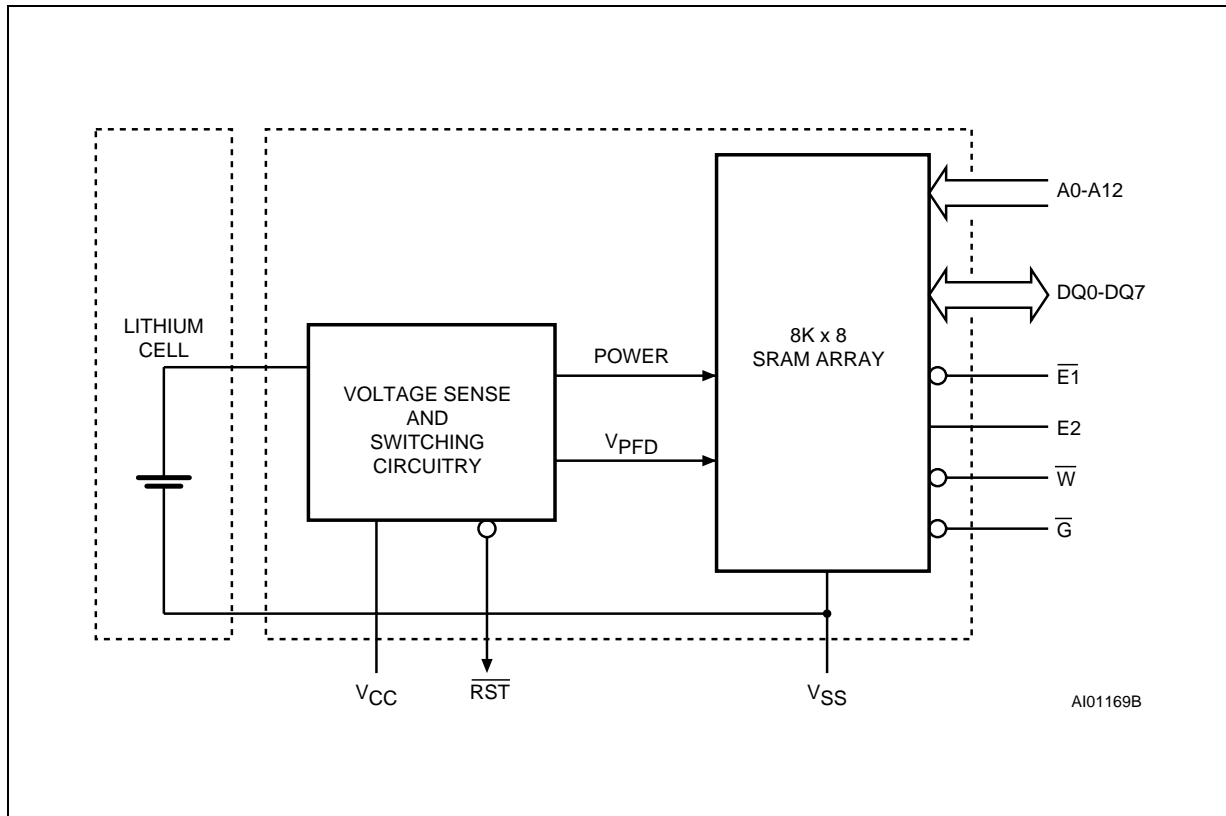 A0-A12
DQ0-DQ7
LITHIUM
CELL
8K x 8
SRAM ARRAY
POWER
E1
VOLTAGE SENSE
AND
SWITCHING
CIRCUITRY
E2
VPFD
W
G
VCC
RST
VSS
AI01169B